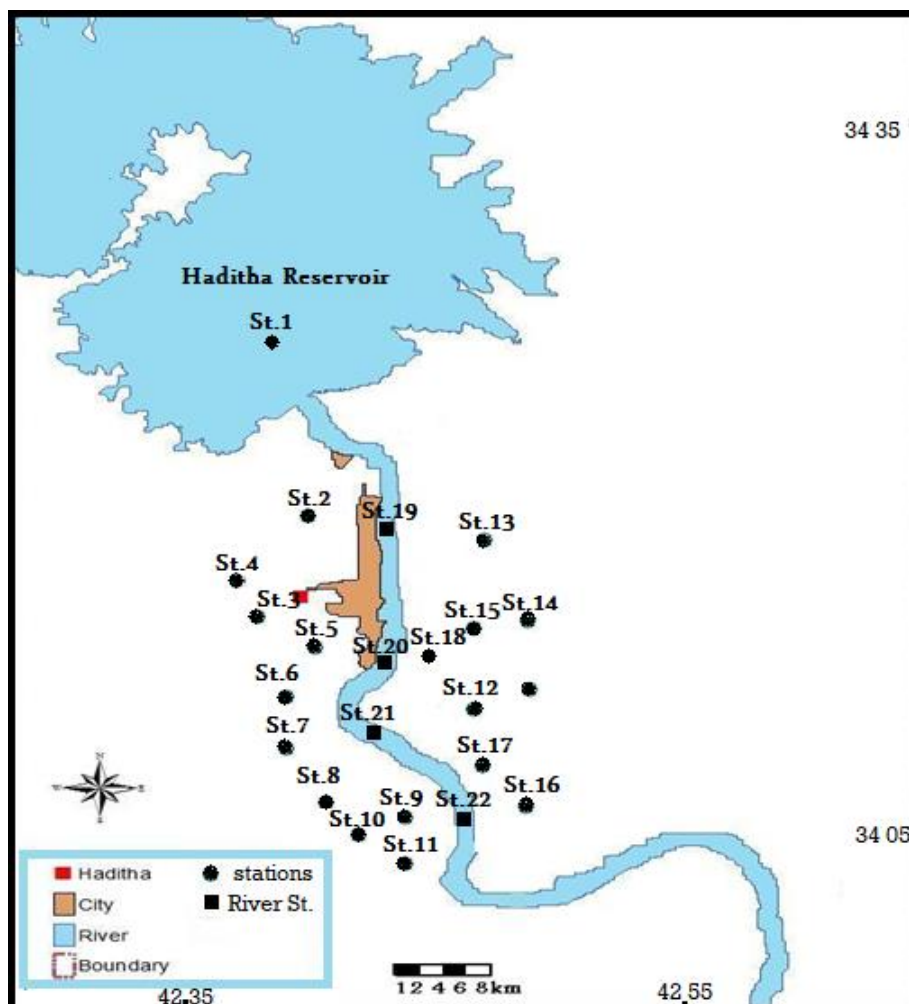 34 35
Haditha Reservoir
St.1
St.2
St.19
St.13
St.4
St.3
St.15
St.14
St.5
St.18
St.20
St.6
St.12
St.21
St.7
St.17
St.8
St.9
St.22
St.16
St.10
34 05
St.11
N
W
E
S
Haditha
stations
City
River St.
River
Boundary
1 2 4 6 8km
42.35
42.55